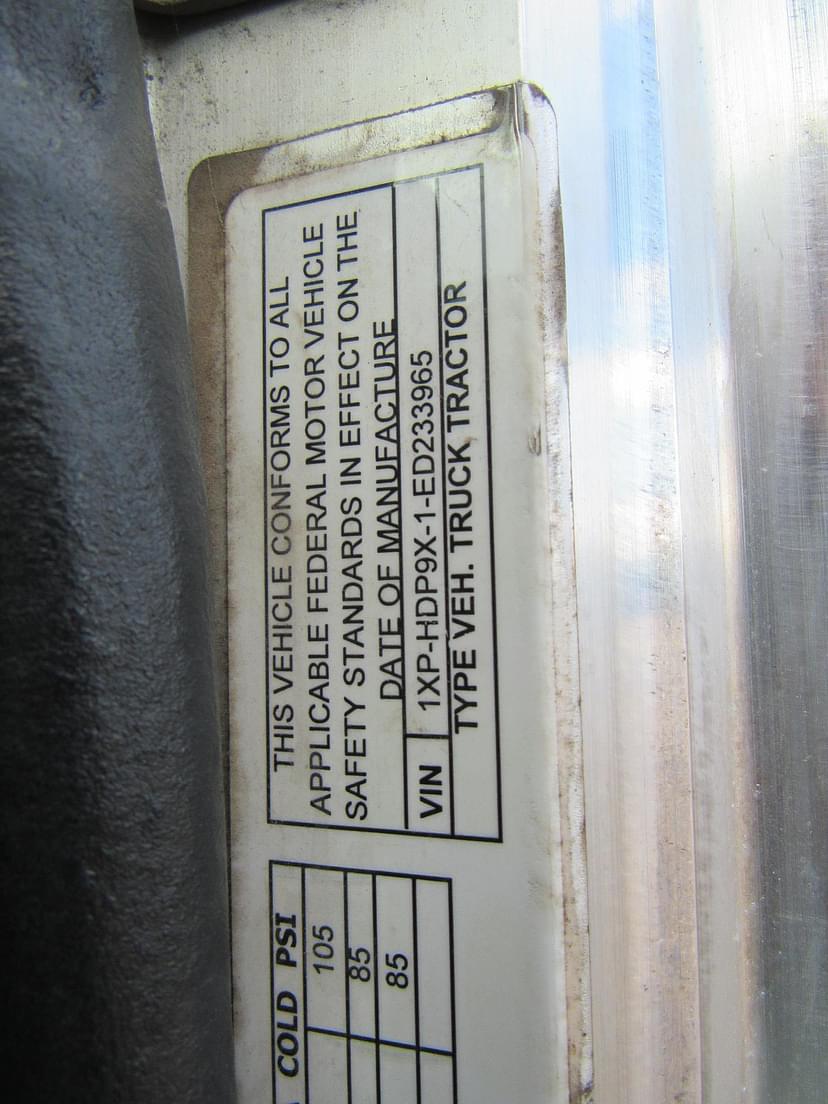 THIS VEHICLE CONFORMS TO ALL
APPLICABLE FEDERAL MOTOR VEHICLE
SAFETY STANDARDS IN EFFECT ON THE
DATE OF MANUFACTURE
VIN 1XP-HDP9X-1-ED233965
TYPE VEH. TRUCK TRACTOR
COLD PSI
105
85
85